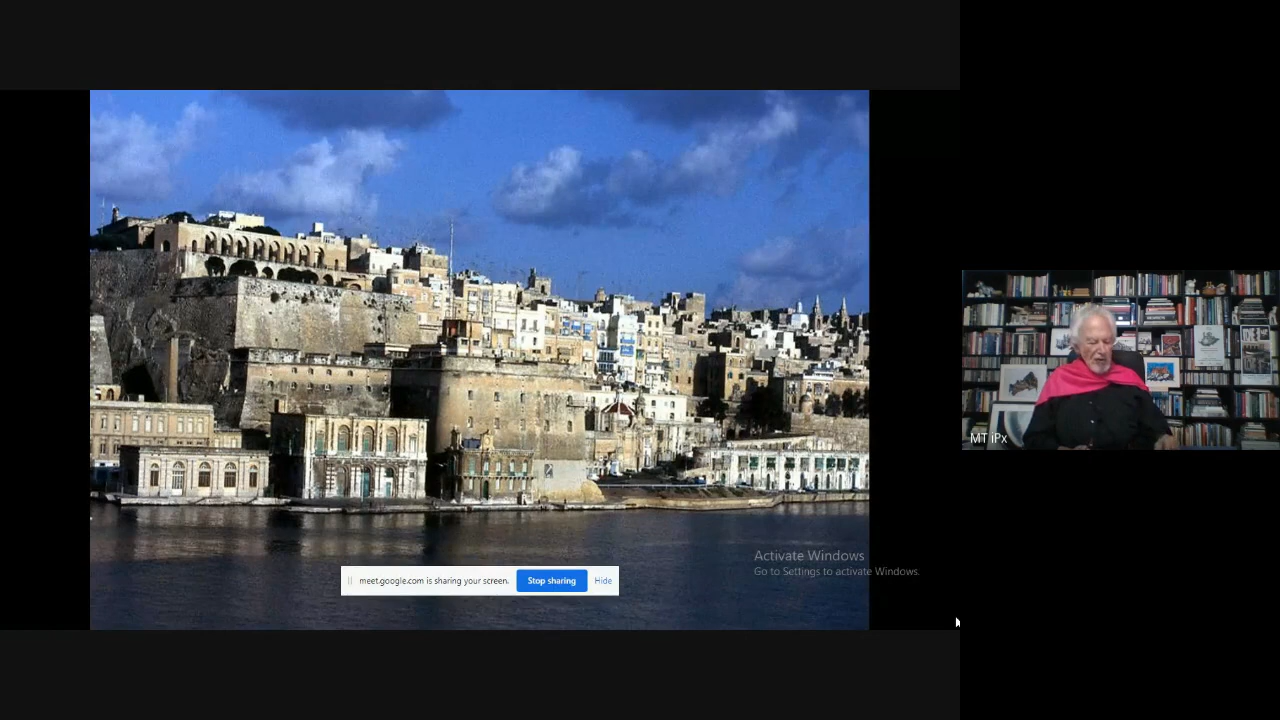 MT iPx
Activate Windows
Go to Settings to activate Windows.
meet.google.com is sharing your screen.
Stop sharing
Hide